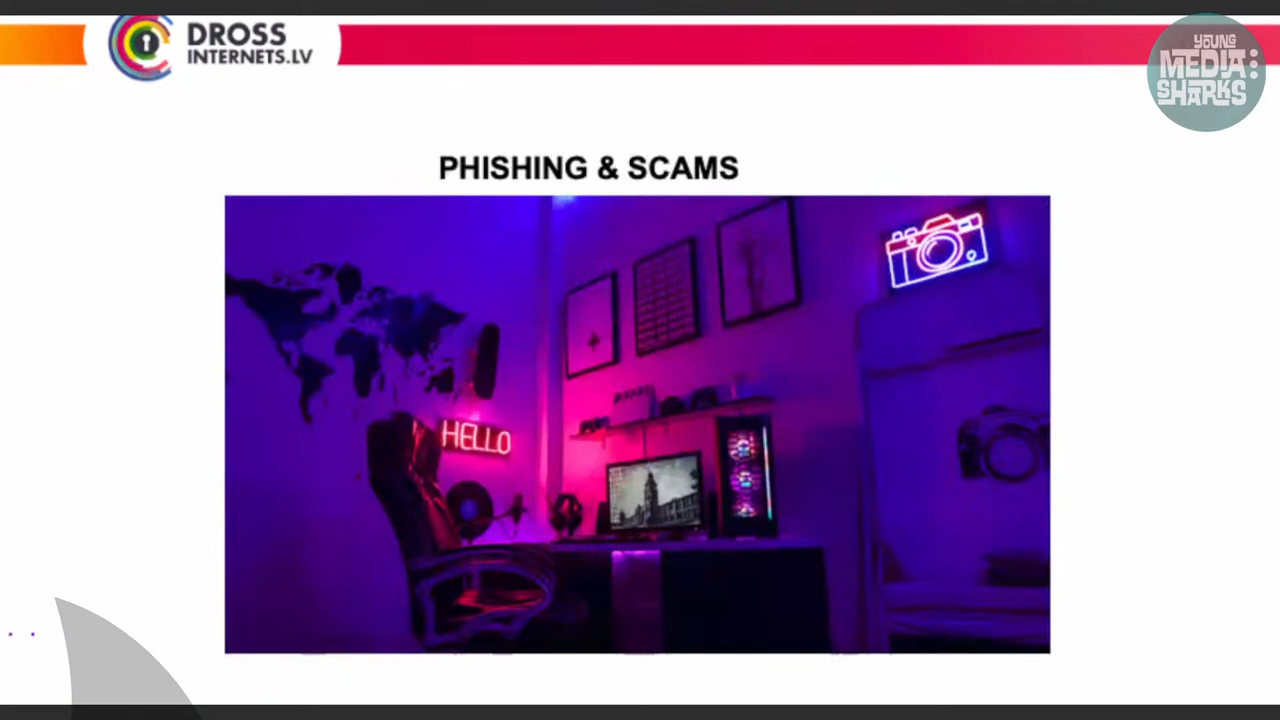 DROSS
INTERNETS.LV
YOUNG
MEDIA:
SHARKS
PHISHING & SCAMS
HELLO